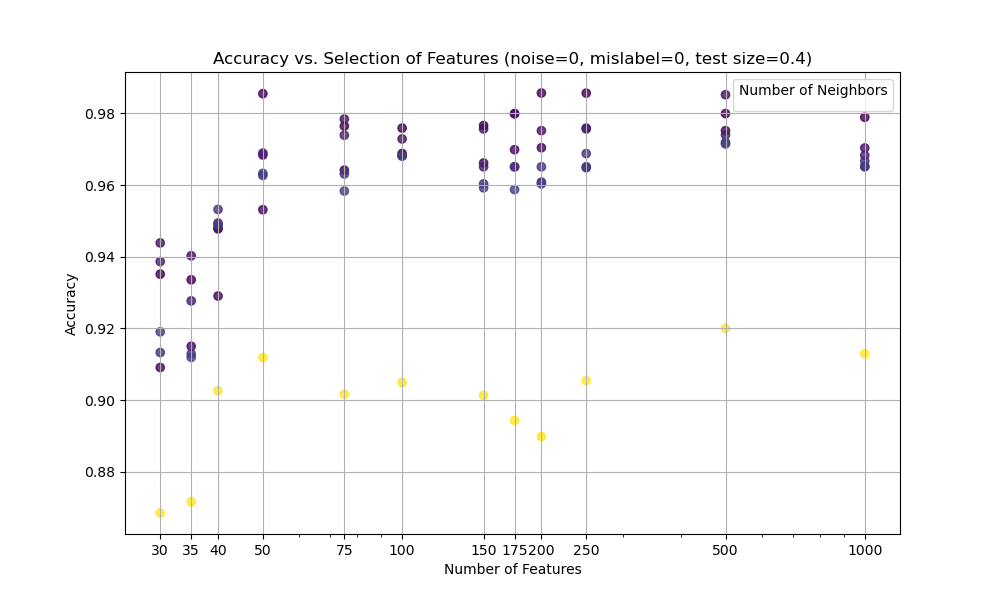 Accuracy vs. Selection of Features (noise=0, mislabel=0, test size=0.4)
Number of Neighbors
0.98
0.96
0.94
0.92
0.90
0.88
Accuracy
30 35 40 50 75 100 150 175 200 250 500 1000
Number of Features